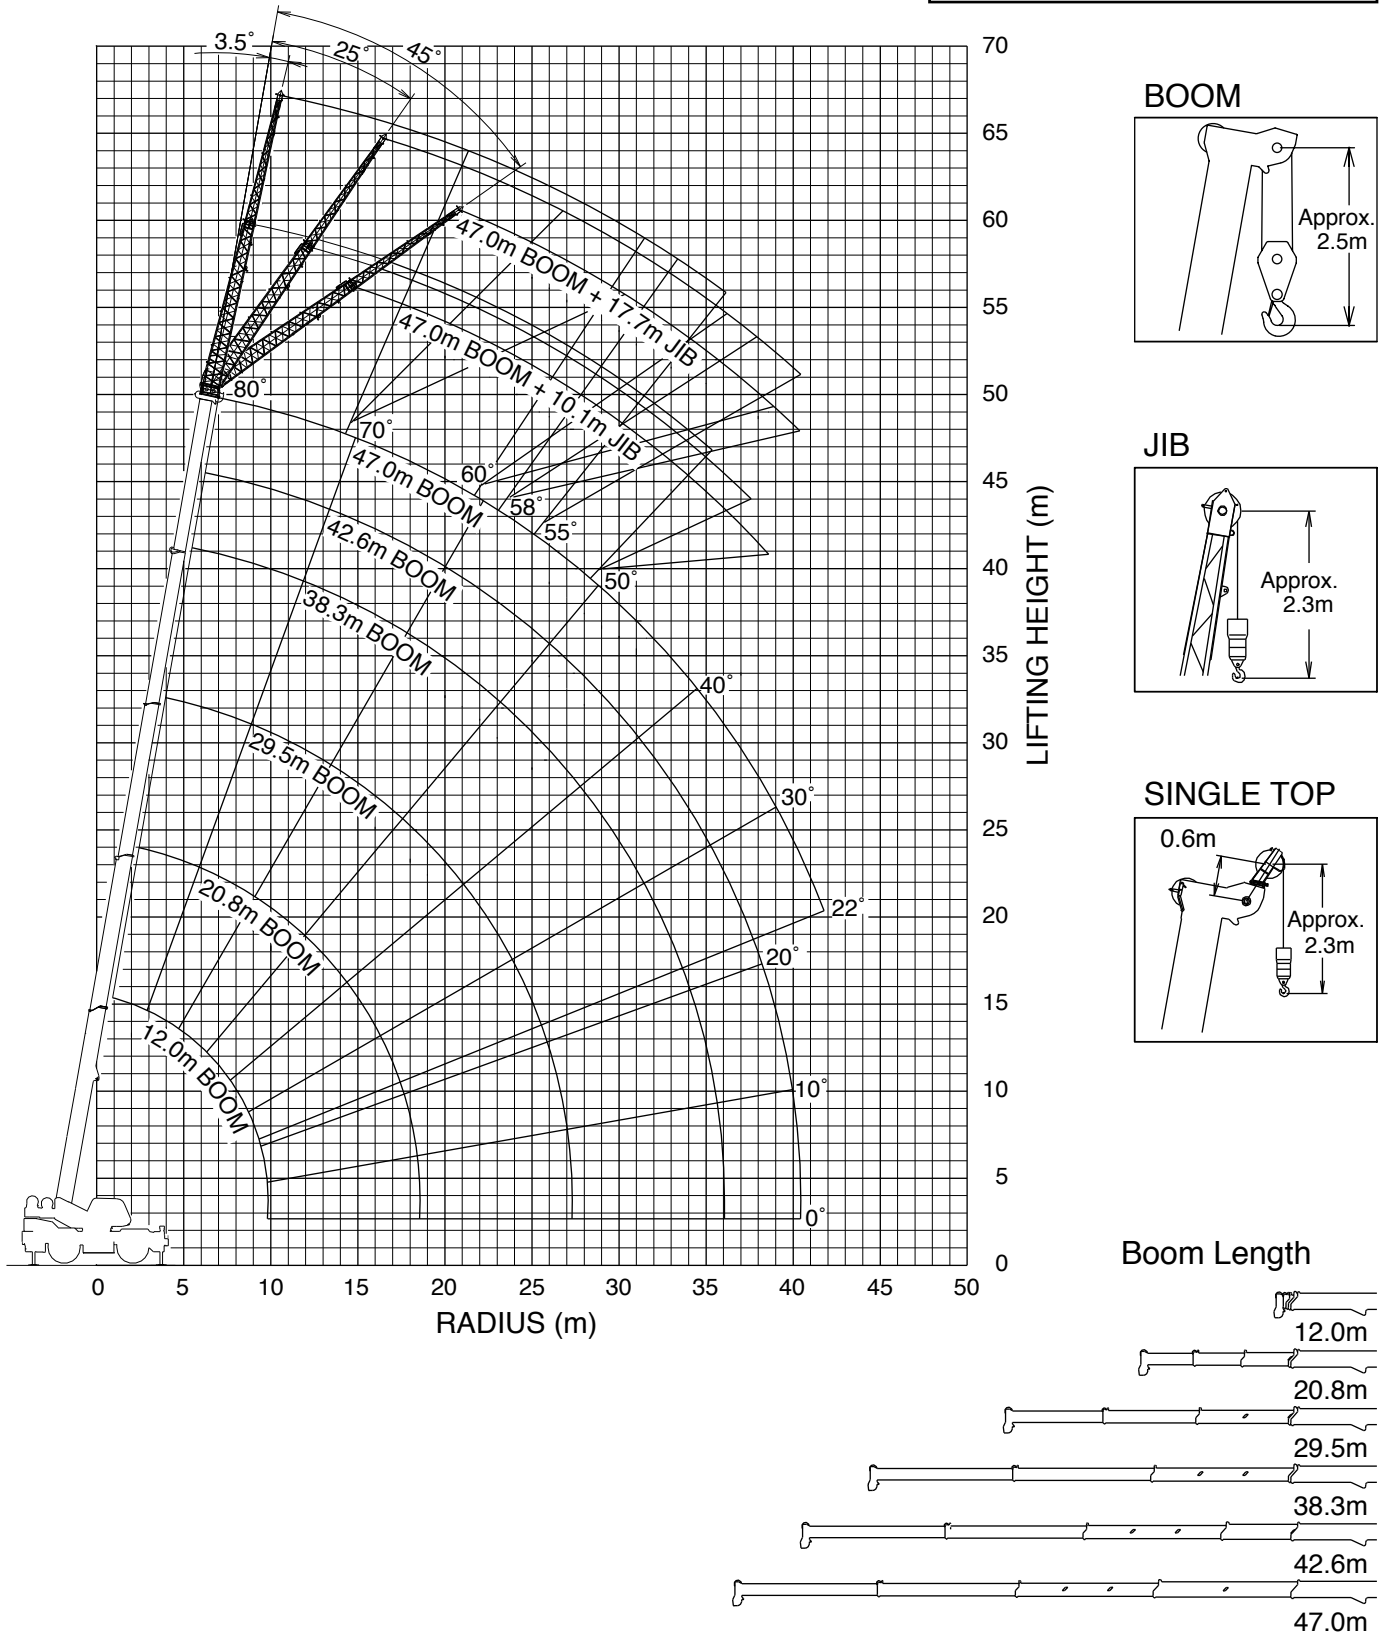 3.5°
25°
45°
70
65
60
55
50
45
40
35
30
25
20
15
10
5
0
LIFTING HEIGHT (m)
47.0m BOOM + 17.7m JIB
47.0m BOOM + 10.1m JIB
80°
70°
47.0m BOOM
60°
58°
55°
50°
42.6m BOOM
38.3m BOOM
40°
30°
29.5m BOOM
22°
20.8m BOOM
20°
12.0m BOOM
10°
0°
0 5 10 15 20 25 30 35 40 45 50
RADIUS (m)
BOOM
Approx.
2.5m
JIB
Approx.
2.3m
SINGLE TOP
0.6m
Approx.
2.3m
Boom Length
12.0m
20.8m
29.5m
38.3m
42.6m
47.0m